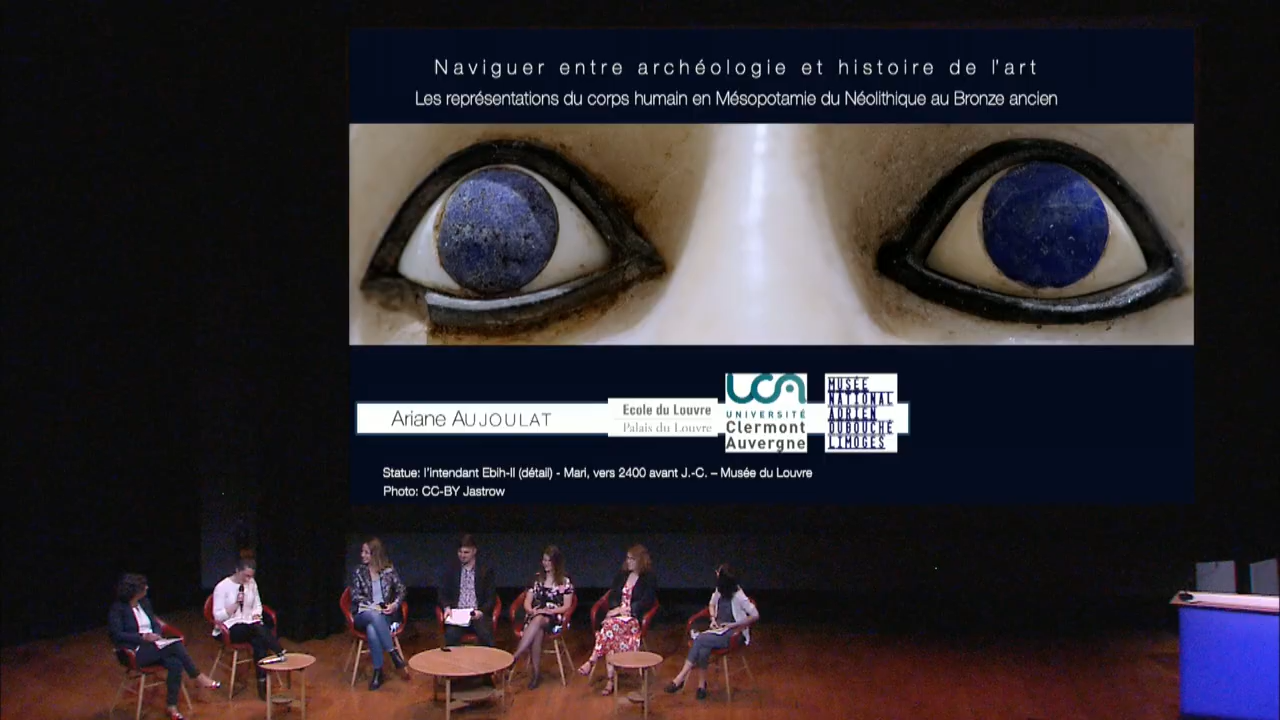 Naviguer entre archéologie et histoire de l'art
Les représentations du corps humain en Mésopotamie du Néolithique au Bronze ancien
Ariane AUJOULAT
Ecole du Louvre
Palais du Louvre
UCA
UNIVERSITÉ
Clermont
Auvergne
MUSÉE
NATIONAL
ADRIEN
DUBOUCHÉ
LIMOGES
Statue: l'intendant Ebih-Il (détail) - Mari, vers 2400 avant J.-C. – Musée du Louvre
Photo: CC-BY Jastrow